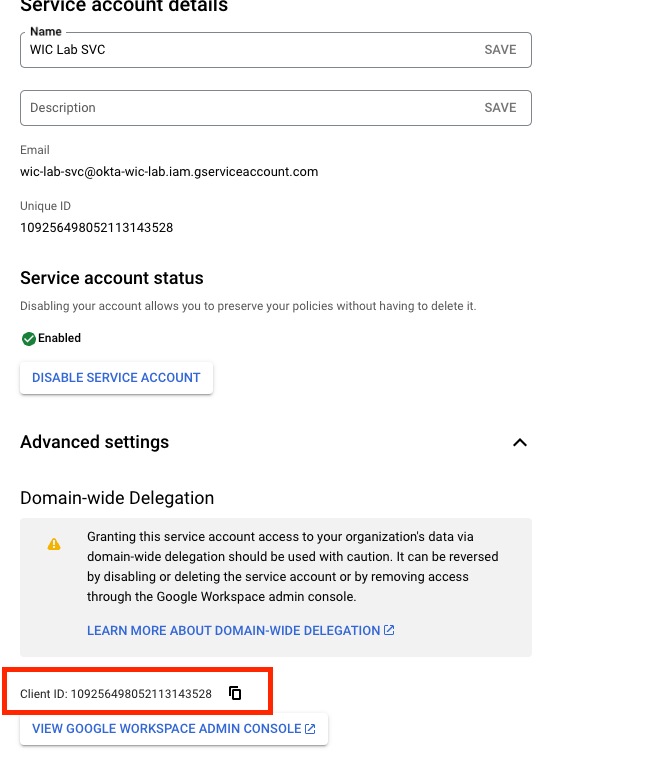 Service account details
Name
WIC Lab SVC
SAVE
Description
SAVE
Email
wic-lab-svc@okta-wic-lab.iam.gserviceaccount.com
Unique ID
109256498052113143528
Service account status
Disabling your account allows you to preserve your policies without having to delete it.
Enabled
DISABLE SERVICE ACCOUNT
Advanced settings
Domain-wide Delegation
Granting this service account access to your organization's data via
domain-wide delegation should be used with caution. It can be reversed
by disabling or deleting the service account or by removing access
through the Google Workspace admin console.
LEARN MORE ABOUT DOMAIN-WIDE DELEGATION
Client ID: 109256498052113143528
VIEW GOOGLE WORKSPACE ADMIN CONSOLE